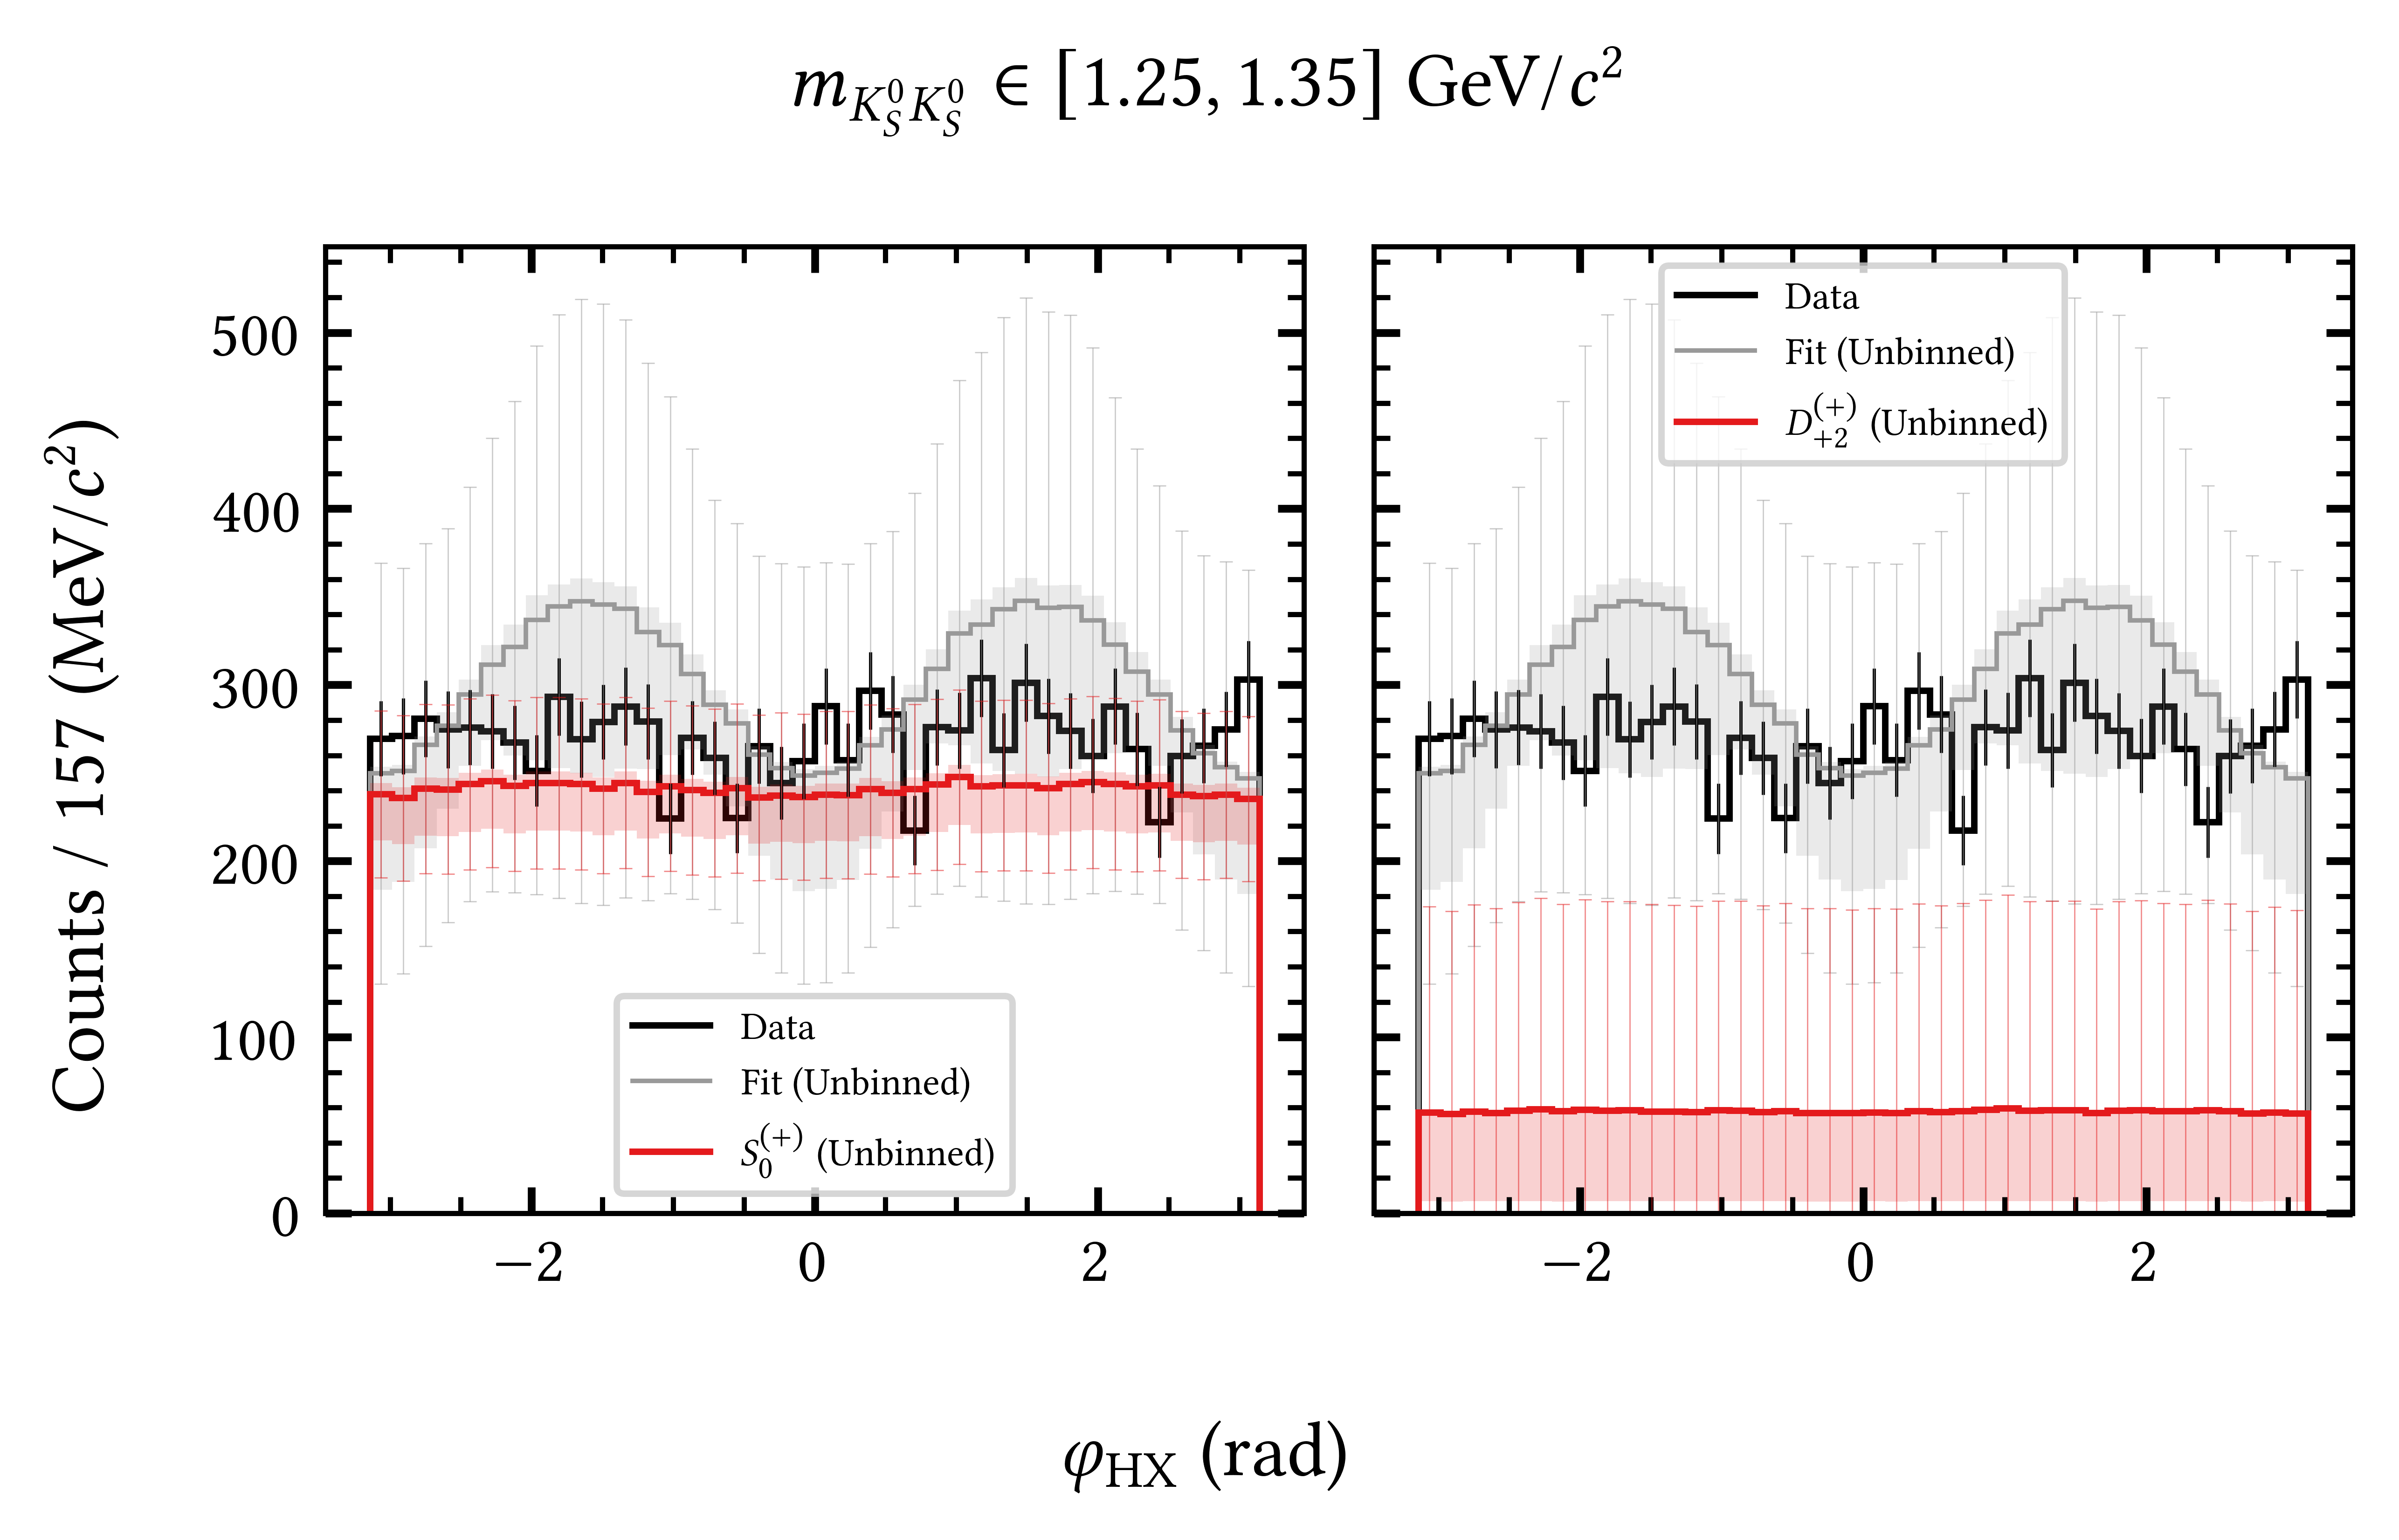 m_{K_S^0 K_S^0} ∈ [1.25, 1.35] GeV/c²
Counts / 157 (MeV/c²)
500
400
300
200
100
0
Data
Fit (Unbinned)
S_0^{(+)} (Unbinned)
−2
0
2
Data
Fit (Unbinned)
D_{+2}^{(+)} (Unbinned)
−2
0
2
φ_{HX} (rad)